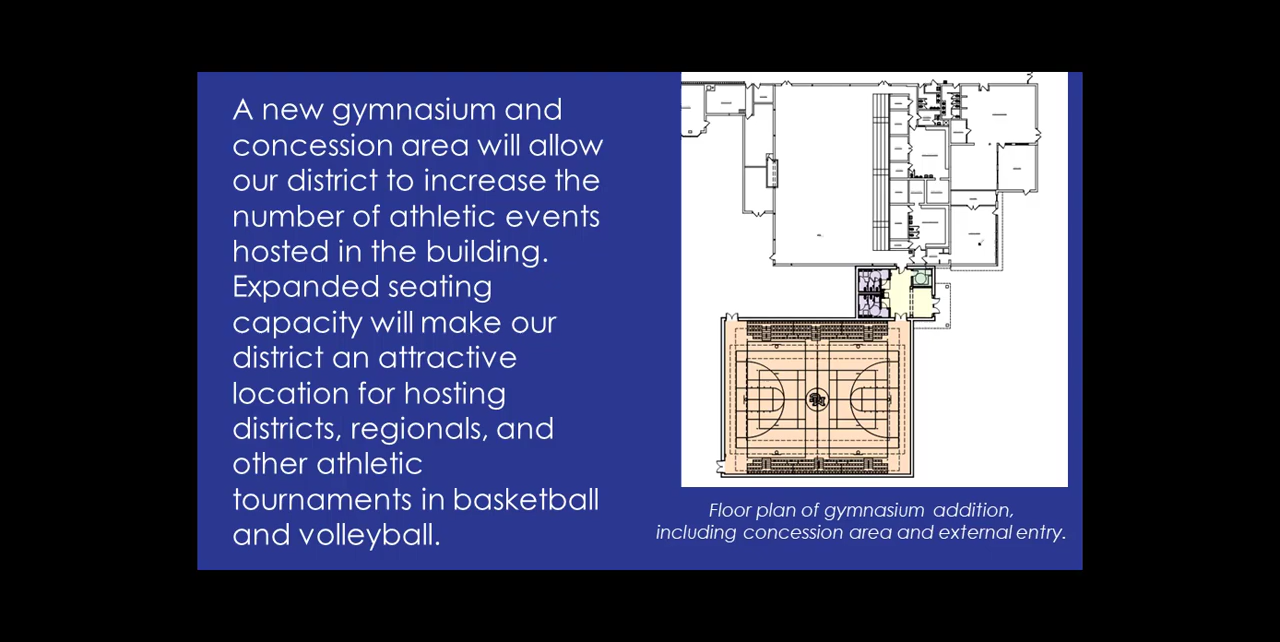 A new gymnasium and
concession area will allow
our district to increase the
number of athletic events
hosted in the building.
Expanded seating
capacity will make our
district an attractive
location for hosting
districts, regionals, and
other athletic
tournaments in basketball
and volleyball.
Floor plan of gymnasium addition,
including concession area and external entry.